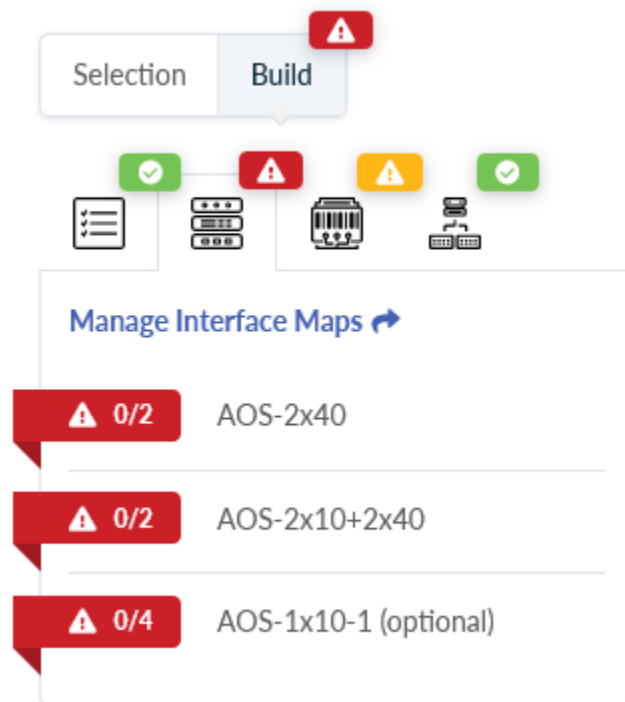 Selection Build
Manage Interface Maps
0/2 AOS-2x40
0/2 AOS-2x10+2x40
0/4 AOS-1x10-1 (optional)